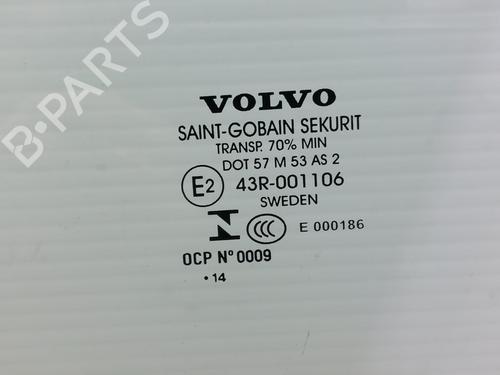 B-PARTS
VOLVO
SAINT-GOBAIN SEKURIT
TRANSP. 70% MIN
DOT 57 M 53 AS 2
E2 43R-001106
SWEDEN
N CCC E 000186
OCP N° 0009
·14